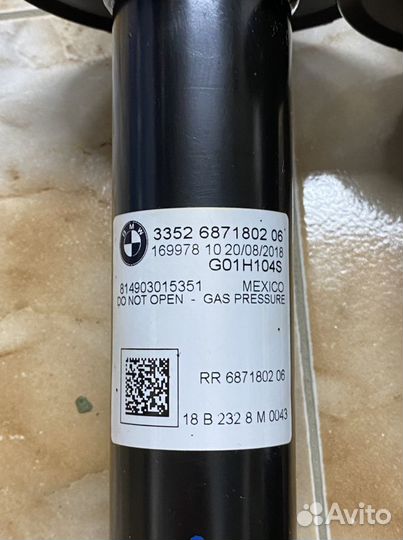 BMW
3352 6871802 06
169978 10 20/08/2018
G01H104S
814903015351 MEXICO
DO NOT OPEN - GAS PRESSURE
RR 6871802 06
18 B 232 8 M 0043
Avito